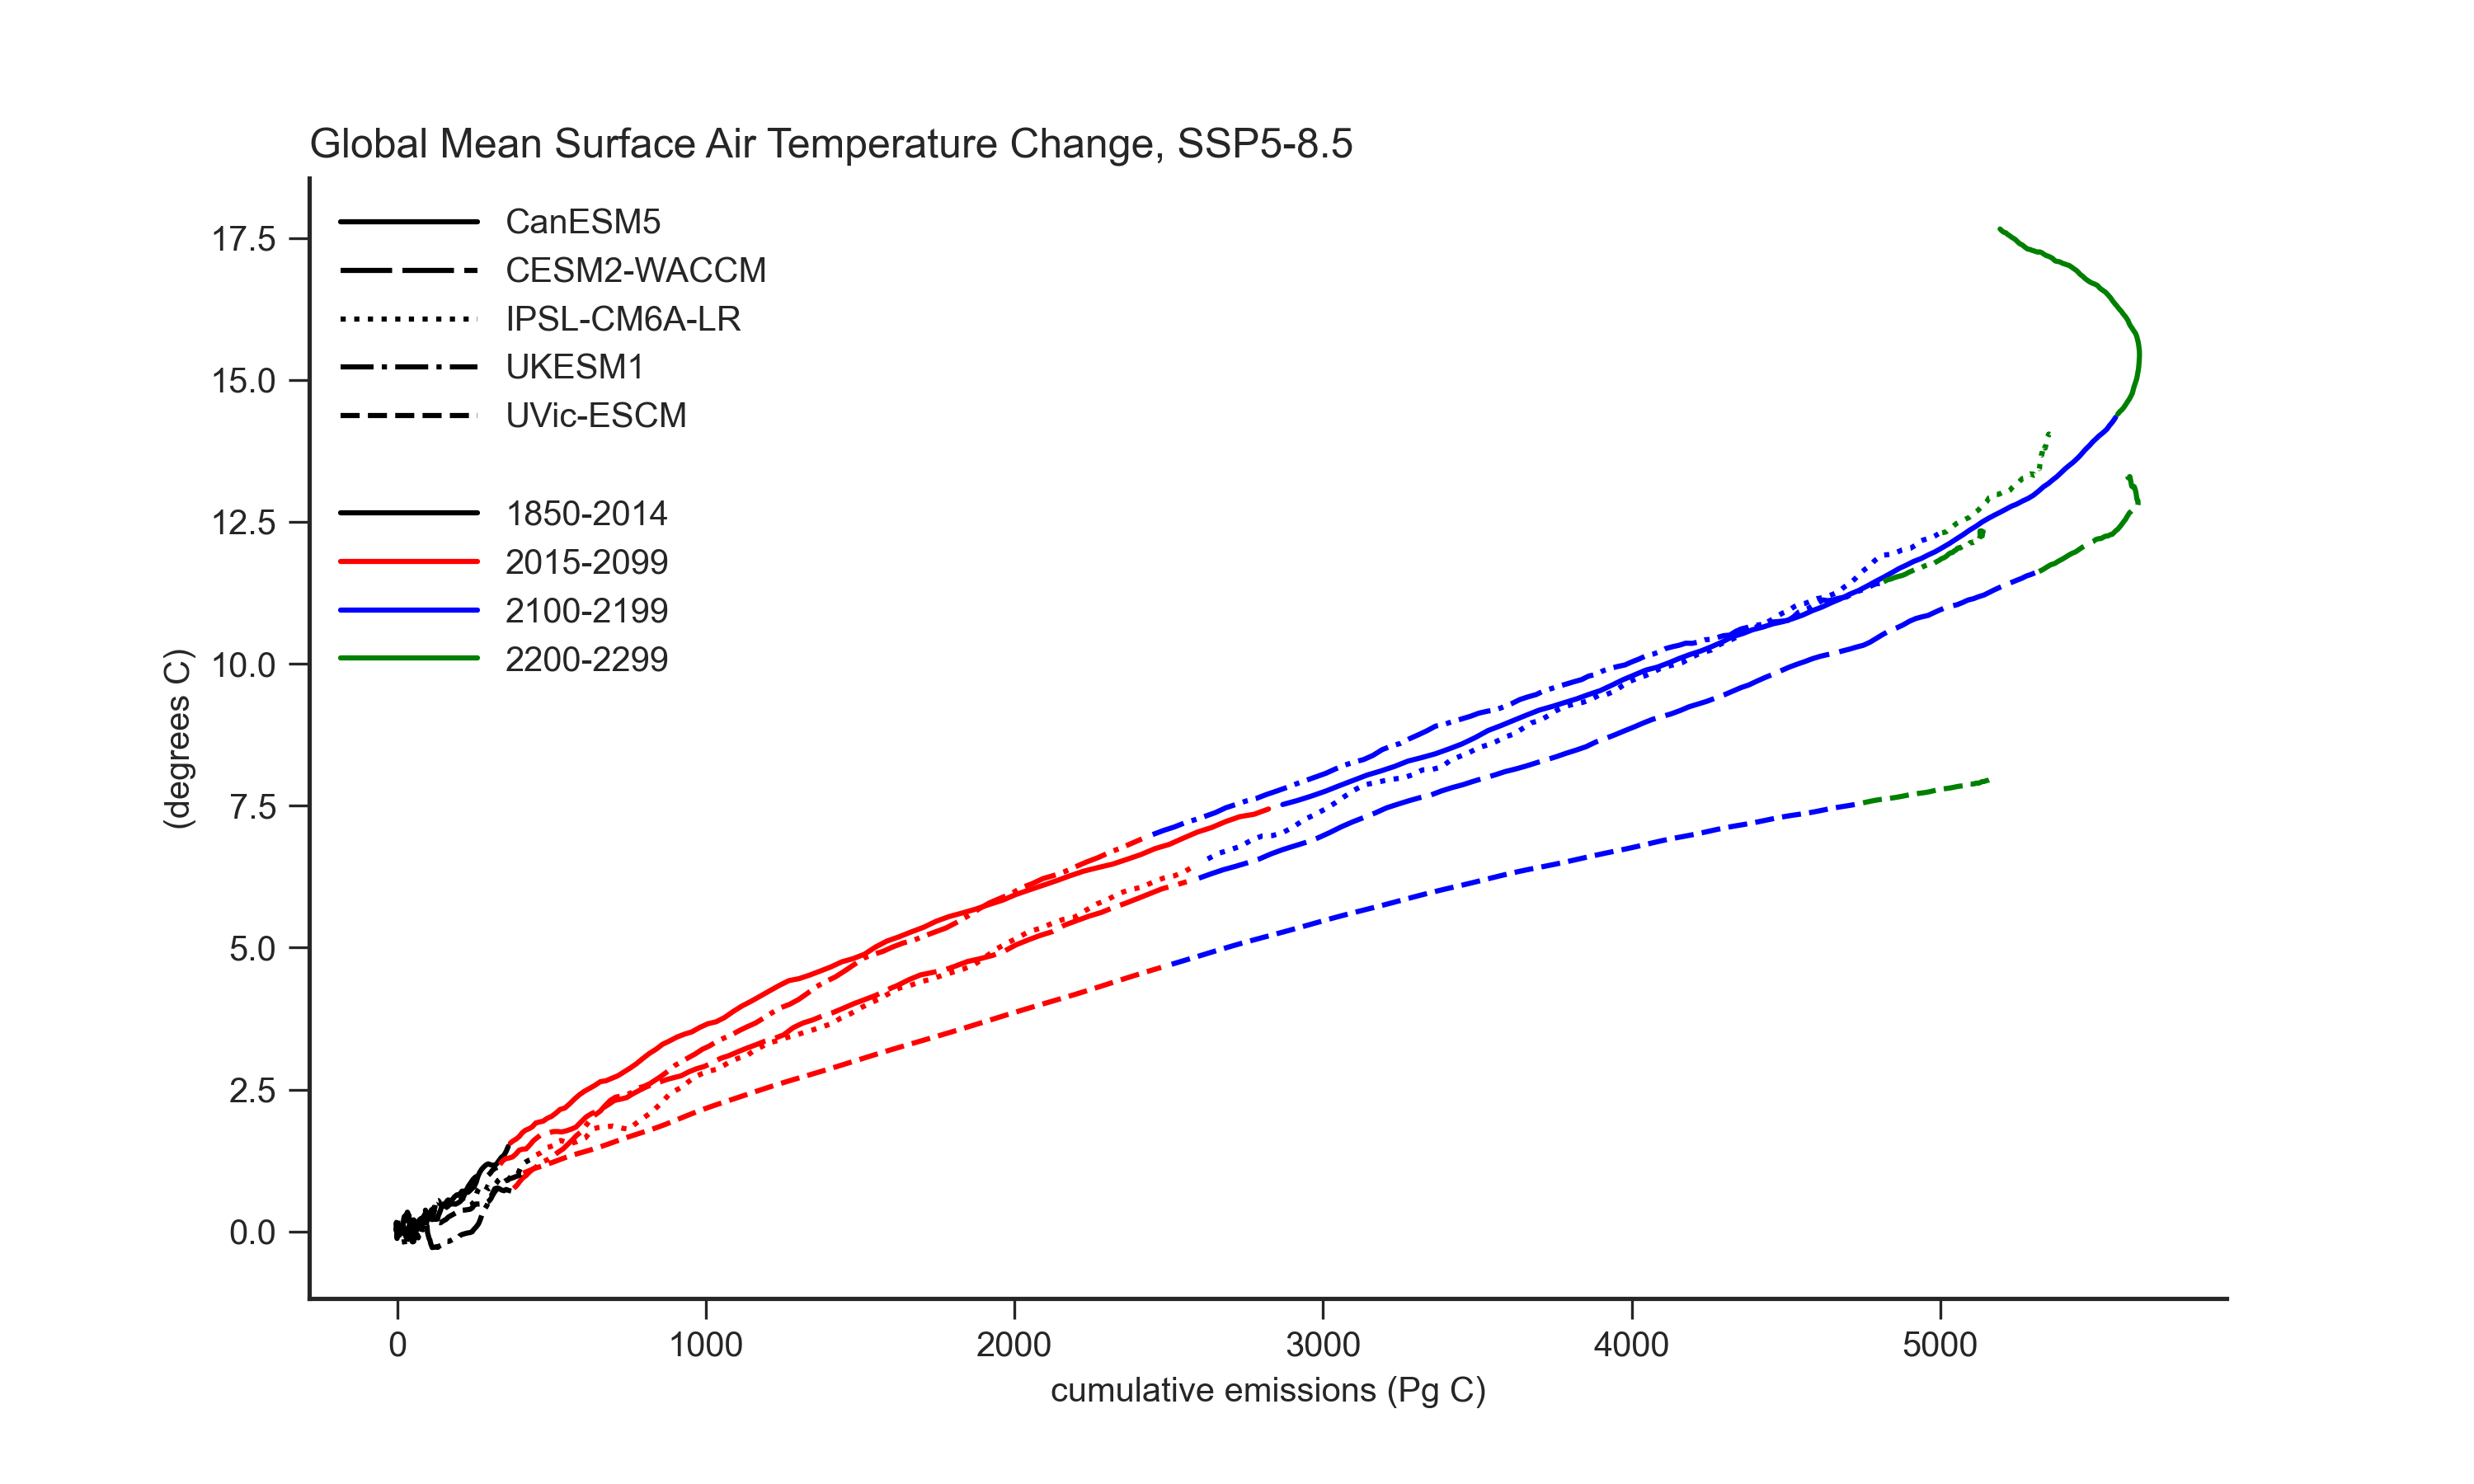 Global Mean Surface Air Temperature Change, SSP5-8.5
CanESM5
CESM2-WACCM
IPSL-CM6A-LR
UKESM1
UVic-ESCM
1850-2014
2015-2099
2100-2199
2200-2299
17.5
15.0
12.5
10.0
7.5
5.0
2.5
0.0
(degrees C)
0 1000 2000 3000 4000 5000
cumulative emissions (Pg C)